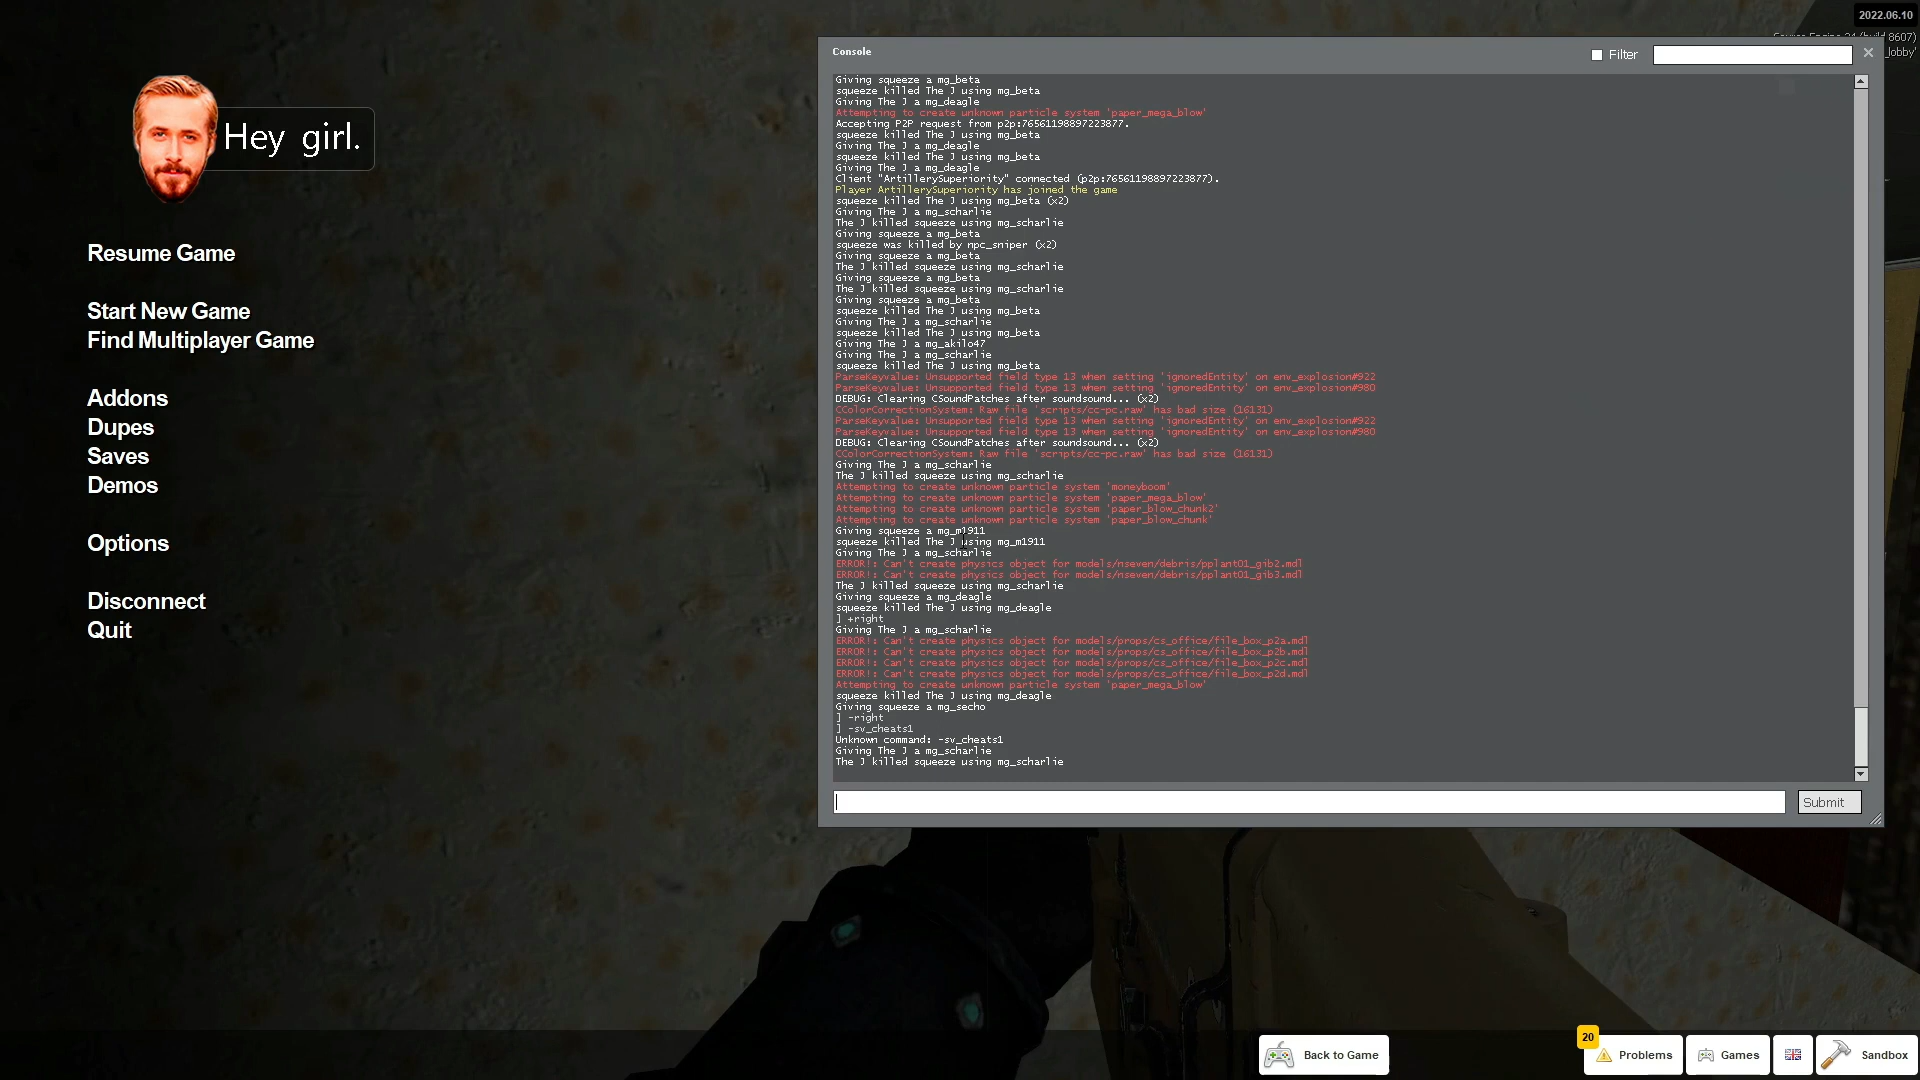 2022.06.10
8607)
_lobby'
Hey girl.
Resume Game
Start New Game
Find Multiplayer Game
Addons
Dupes
Saves
Demos
Options
Disconnect
Quit
Console
Filter
Giving squeeze a mg_beta
squeeze killed The J using mg_beta
Giving The J a mg_deagle
Attempting to create unknown particle system 'paper_mega_blow'
Accepting P2P request from p2p:76561198897223877.
squeeze killed The J using mg_beta
Giving The J a mg_deagle
squeeze killed The J using mg_beta
Giving The J a mg_deagle
Client "ArtillerySuperiority" connected (p2p:76561198897223877).
Player ArtillerySuperiority has joined the game
squeeze killed The J using mg_beta (x2)
Giving The J a mg_scharlie
The J killed squeeze using mg_scharlie
Giving squeeze a mg_beta
squeeze was killed by npc_sniper (x2)
Giving squeeze a mg_beta
The J killed squeeze using mg_scharlie
Giving squeeze a mg_beta
The J killed squeeze using mg_scharlie
Giving squeeze a mg_beta
squeeze killed The J using mg_beta
Giving The J a mg_scharlie
squeeze killed The J using mg_beta
Giving The J a mg_akilo47
Giving The J a mg_scharlie
squeeze killed The J using mg_beta
ParseKeyvalue: Unsupported field type 13 when setting 'ignoredEntity' on env_explosion#922
ParseKeyvalue: Unsupported field type 13 when setting 'ignoredEntity' on env_explosion#980
DEBUG: Clearing CSoundPatches after soundsound... (x2)
CColorCorrectionSystem: Raw file 'scripts/cc-pc.raw' has bad size (16131)
ParseKeyvalue: Unsupported field type 13 when setting 'ignoredEntity' on env_explosion#922
ParseKeyvalue: Unsupported field type 13 when setting 'ignoredEntity' on env_explosion#980
DEBUG: Clearing CSoundPatches after soundsound... (x2)
CColorCorrectionSystem: Raw file 'scripts/cc-pc.raw' has bad size (16131)
Giving The J a mg_scharlie
The J killed squeeze using mg_scharlie
Attempting to create unknown particle system 'moneyboom'
Attempting to create unknown particle system 'paper_mega_blow'
Attempting to create unknown particle system 'paper_blow_chunk2'
Attempting to create unknown particle system 'paper_blow_chunk'
Giving squeeze a mg_m1911
squeeze killed The J using mg_m1911
Giving The J a mg_scharlie
ERROR!: Can't create physics object for models/nseven/debris/pplant01_gib2.mdl
ERROR!: Can't create physics object for models/nseven/debris/pplant01_gib3.mdl
The J killed squeeze using mg_scharlie
Giving squeeze a mg_deagle
squeeze killed The J using mg_deagle
] +right
Giving The J a mg_scharlie
ERROR!: Can't create physics object for models/props/cs_office/file_box_p2a.mdl
ERROR!: Can't create physics object for models/props/cs_office/file_box_p2b.mdl
ERROR!: Can't create physics object for models/props/cs_office/file_box_p2c.mdl
ERROR!: Can't create physics object for models/props/cs_office/file_box_p2d.mdl
Attempting to create unknown particle system 'paper_mega_blow'
squeeze killed The J using mg_deagle
Giving squeeze a mg_secho
] -right
] -sv_cheats1
Unknown command: -sv_cheats1
Giving The J a mg_scharlie
The J killed squeeze using mg_scharlie
Submit
Back to Game
20
Problems
Games
Sandbox